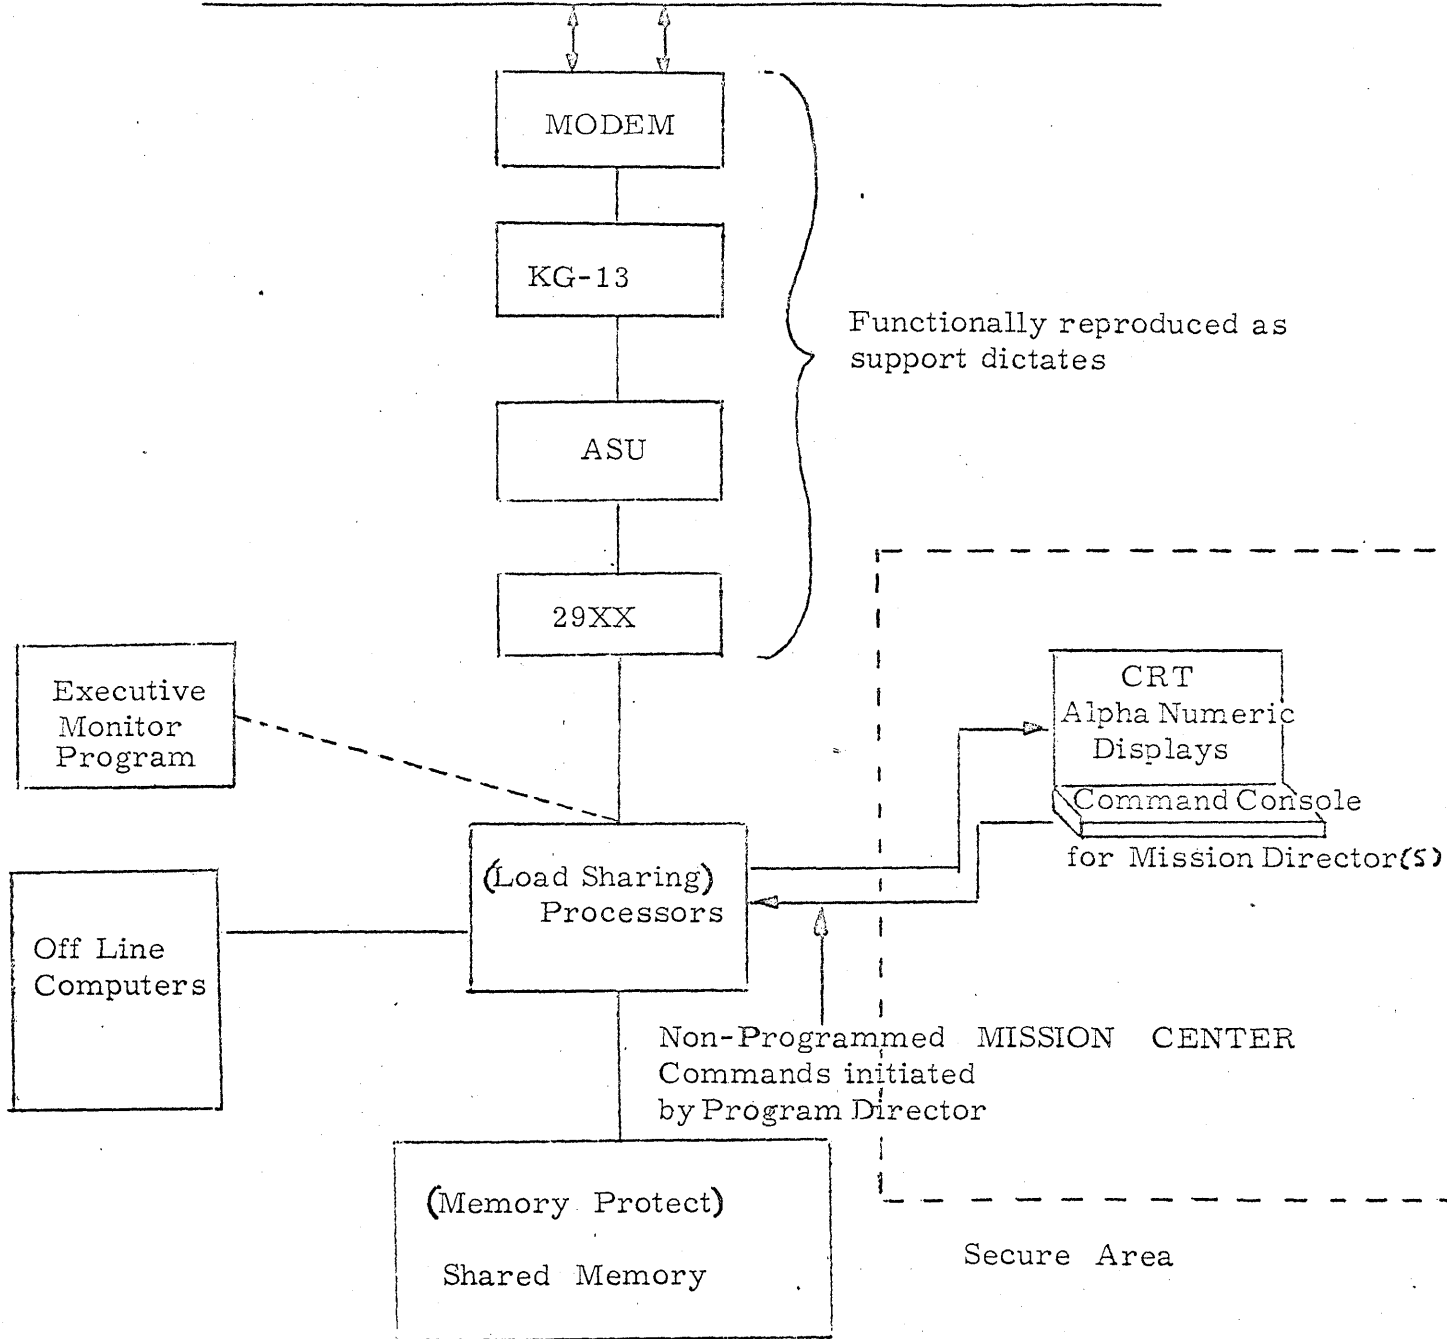 MODEM
KG-13
Functionally reproduced as
support dictates
ASU
29XX
Executive
Monitor
Program
CRT
Alpha Numeric
Displays
Command Console
for Mission Director(s)
(Load Sharing)
Processors
Off Line
Computers
Non-Programmed MISSION CENTER
Commands initiated
by Program Director
(Memory Protect)
Shared Memory
Secure Area